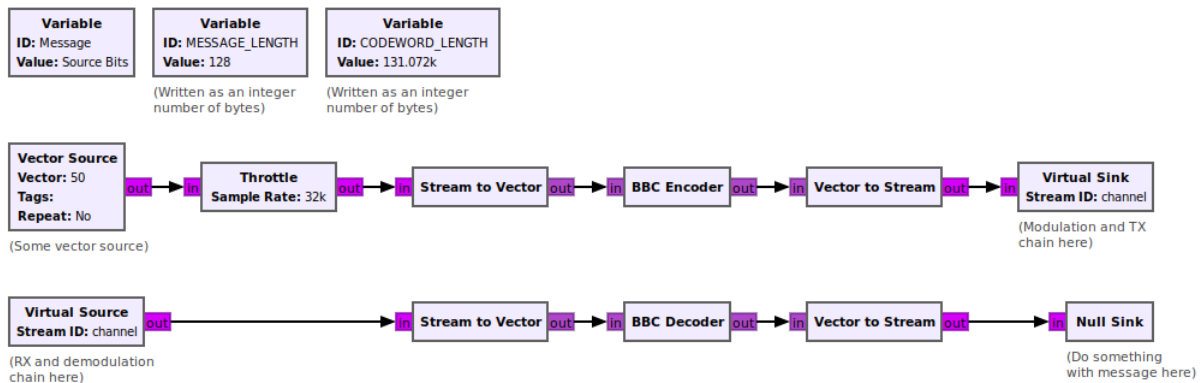 Variable
ID: Message
Value: Source Bits
Variable
ID: MESSAGE_LENGTH
Value: 128
(Written as an integer
number of bytes)
Variable
ID: CODEWORD_LENGTH
Value: 131.072k
(Written as an integer
number of bytes)
Vector Source
Vector: 50
Tags:
Repeat: No
out
(Some vector source)
in
Throttle
Sample Rate: 32k
out
in
Stream to Vector
out
in
BBC Encoder
out
in
Vector to Stream
out
in
Virtual Sink
Stream ID: channel
(Modulation and TX
chain here)
Virtual Source
Stream ID: channel
out
(RX and demodulation
chain here)
in
Stream to Vector
out
in
BBC Decoder
out
in
Vector to Stream
out
in
Null Sink
(Do something
with message here)